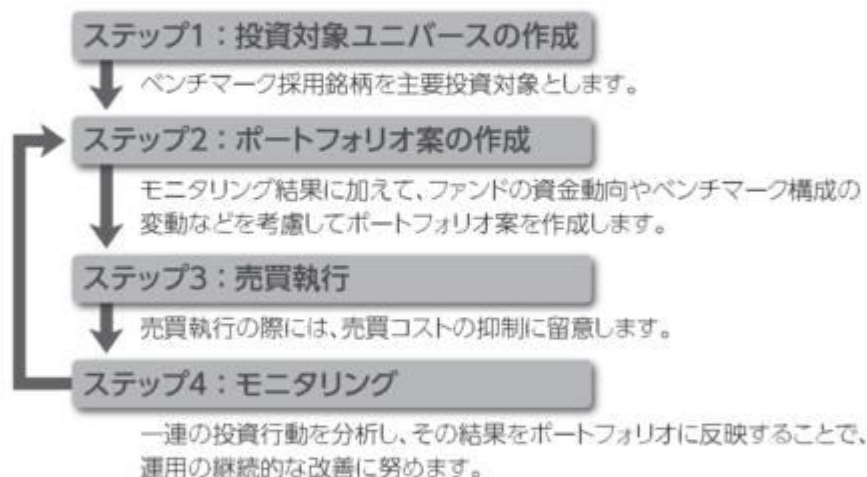 ステップ1：投資対象ユニバースの作成
ベンチマーク採用銘柄を主要投資対象とします。
ステップ2：ポートフォリオ案の作成
モニタリング結果に加えて、ファンドの資金動向やベンチマーク構成の
変動などを考慮してポートフォリオ案を作成します。
ステップ3：売買執行
売買執行の際には、売買コストの抑制に留意します。
ステップ4：モニタリング
一連の投資行動を分析し、その結果をポートフォリオに反映することで、
運用の継続的な改善に努めます。